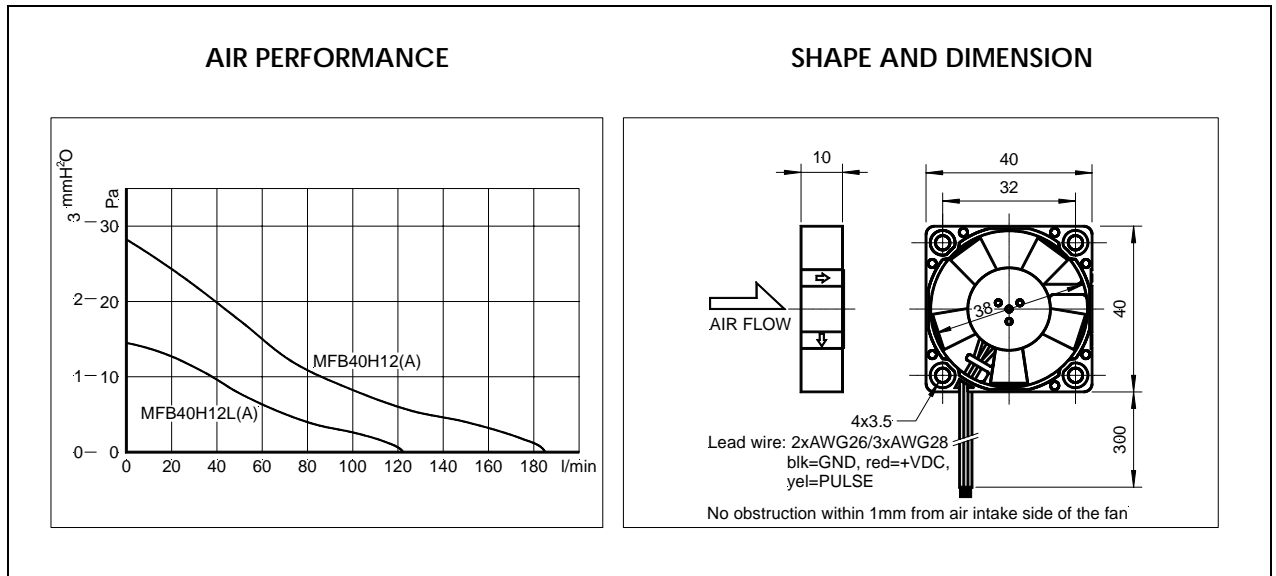 AIR PERFORMANCE
SHAPE AND DIMENSION
3 mmH²O
Pa
30
2 20
1 10
0 0
0 20 40 60 80 100 120 140 160 180 l/min
MFB40H12(A)
MFB40H12L(A)
10
40
32
AIR FLOW
38
40
4x3.5
300
Lead wire: 2xAWG26/3xAWG28
blk=GND, red=+VDC,
yel=PULSE
No obstruction within 1mm from air intake side of the fan